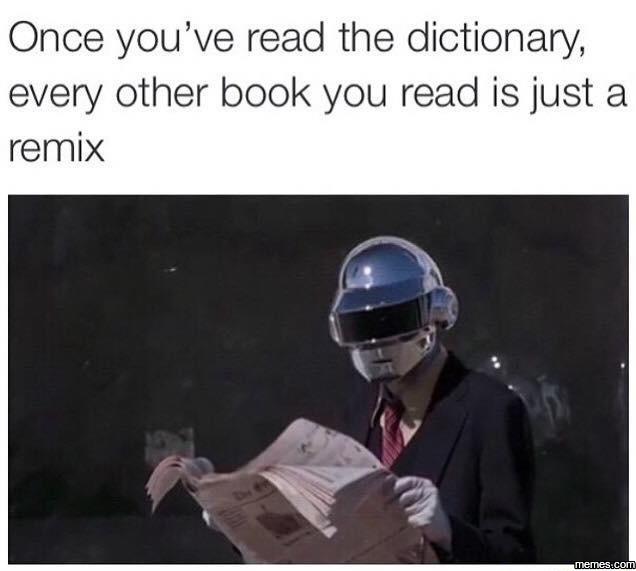 Once you’ve read the dictionary,
every other book you read is just a
remix
memes.com